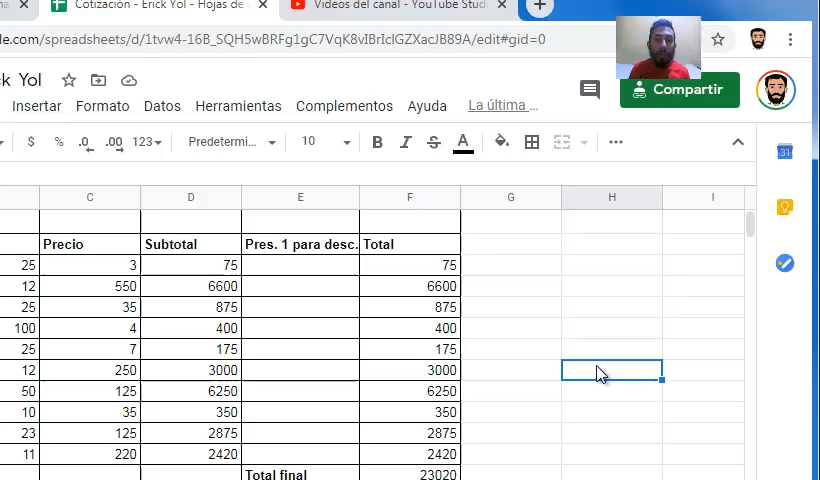 Cotización - Erick Yol - Hojas de
Videos del canal - YouTube Studi
le.com/spreadsheets/d/1tvw4-16B_SQH5wBRFg1gC7VqK8vIBrIclGZXacJB89A/edit#gid=0
ck Yol
Compartir
Insertar Formato Datos Herramientas Complementos Ayuda La última ...
$ % .0 .00 123 Predetermi... 10 B I S A
31
C D E F G H I
Precio Subtotal Pres. 1 para desc. Total
25 3 75 75
12 550 6600 6600
25 35 875 875
100 4 400 400
25 7 175 175
12 250 3000 3000
50 125 6250 6250
10 35 350 350
23 125 2875 2875
11 220 2420 2420
Total final 23020